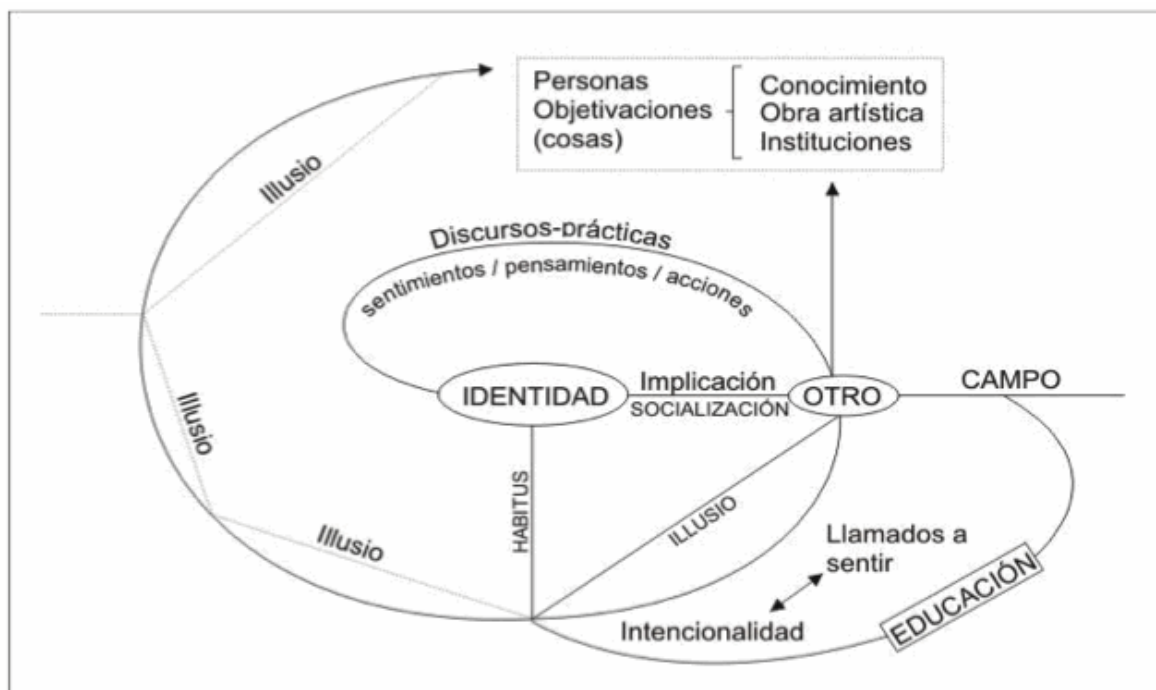 Personas
Objetivaciones
(cosas)
Conocimiento
Obra artística
Instituciones
Illusio
Discursos-prácticas
sentimientos / pensamientos / acciones
IDENTIDAD
Implicación
SOCIALIZACIÓN
OTRO
CAMPO
Illusio
HABITUS
ILLUSIO
Illusio
Llamados a
sentir
Intencionalidad
EDUCACIÓN